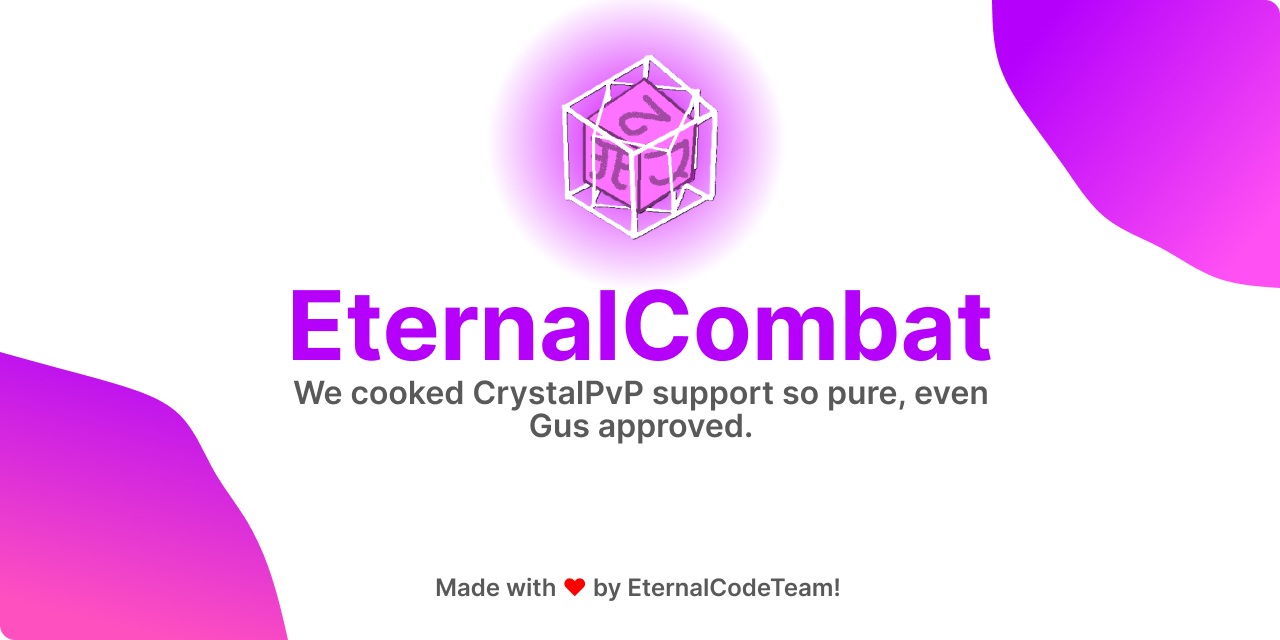 EternalCombat
We cooked CrystalPvP support so pure, even
Gus approved.
Made with ❤ by EternalCodeTeam!